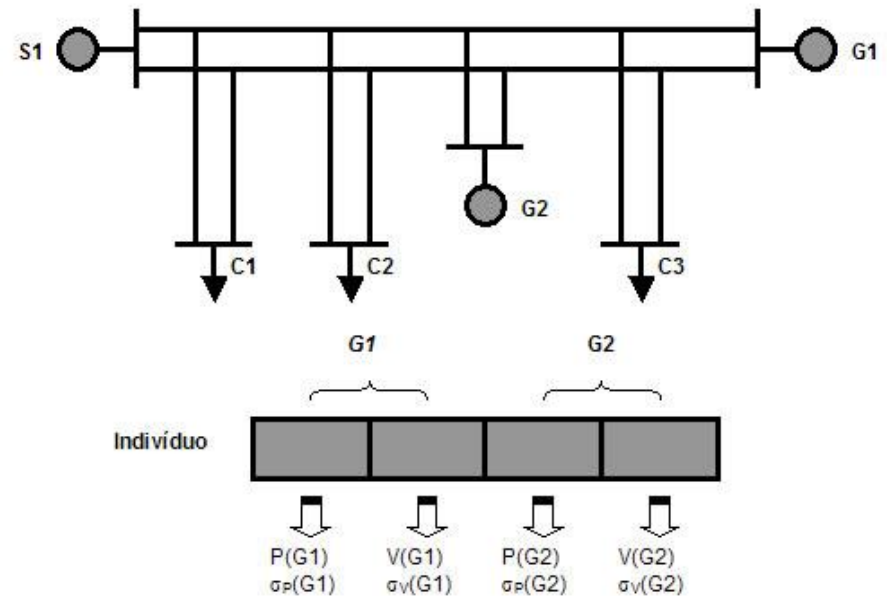 S1
G1
G2
C1
C2
C3
G1
G2
Indivíduo
P(G1)
σP(G1)
V(G1)
σV(G1)
P(G2)
σP(G2)
V(G2)
σV(G2)